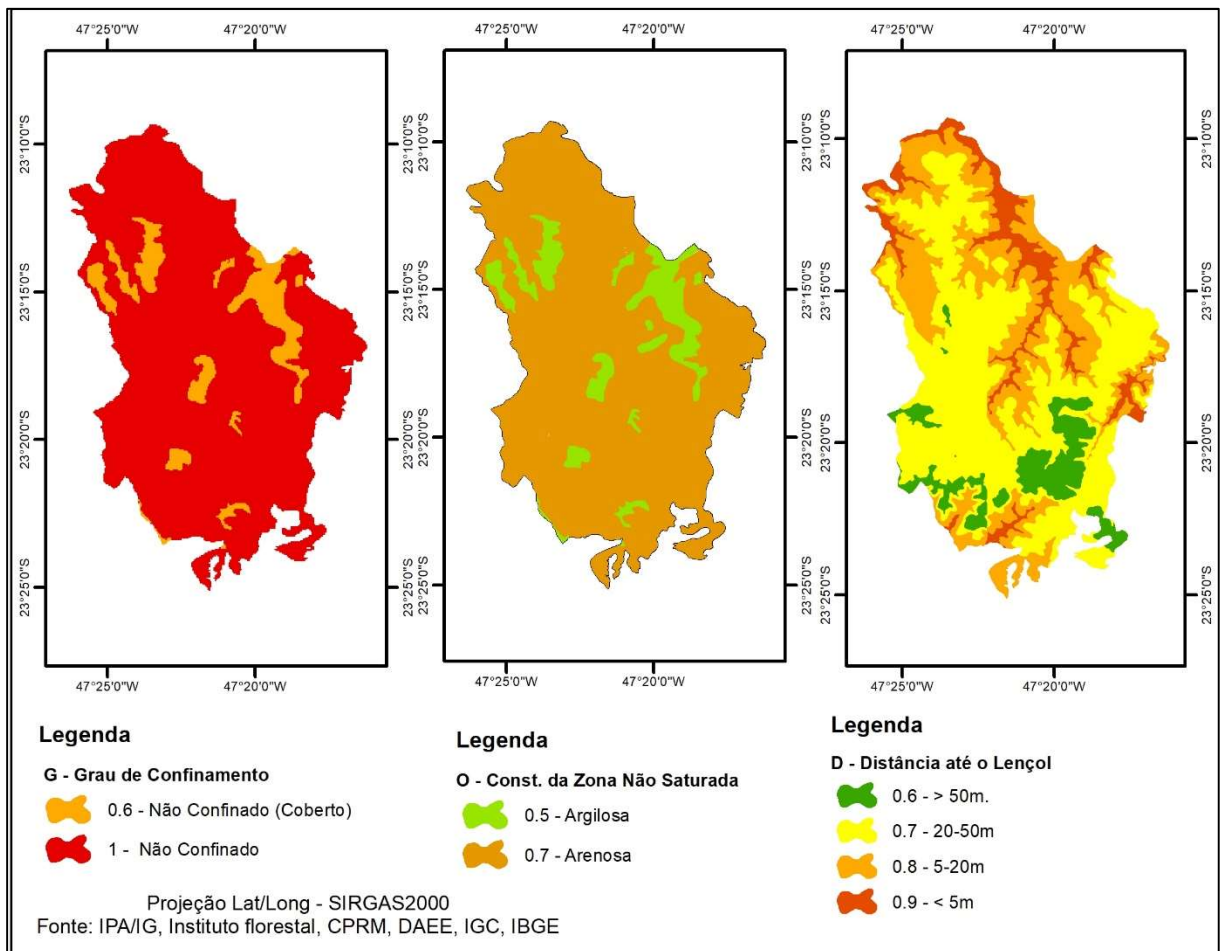 47°25'0"W 47°20'0"W
47°25'0"W 47°20'0"W
47°25'0"W 47°20'0"W
23°10'0"S
23°15'0"S
23°20'0"S
23°25'0"S
23°10'0"S
23°15'0"S
23°20'0"S
23°25'0"S
23°10'0"S
23°15'0"S
23°20'0"S
23°25'0"S
23°10'0"S
23°15'0"S
23°20'0"S
23°25'0"S
47°25'0"W 47°20'0"W
47°25'0"W 47°20'0"W
47°25'0"W 47°20'0"W
Legenda
G - Grau de Confinamento
0.6 - Não Confinado (Coberto)
1 - Não Confinado
Legenda
O - Const. da Zona Não Saturada
0.5 - Argilosa
0.7 - Arenosa
Legenda
D - Distância até o Lençol
0.6 - > 50m.
0.7 - 20-50m
0.8 - 5-20m
0.9 - < 5m
Projeção Lat/Long - SIRGAS2000
Fonte: IPA/IG, Instituto florestal, CPRM, DAEE, IGC, IBGE